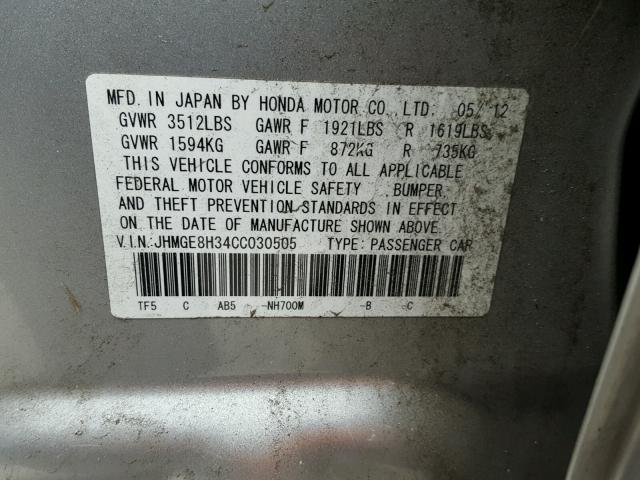 MFD. IN JAPAN BY HONDA MOTOR CO.,LTD. 05/12
GVWR 3512LBS GAWR F 1921LBS R 1619LBS
GVWR 1594KG GAWR F 872KG R 735KG
THIS VEHICLE CONFORMS TO ALL APPLICABLE
FEDERAL MOTOR VEHICLE SAFETY, BUMPER,
AND THEFT PREVENTION STANDARDS IN EFFECT
ON THE DATE OF MANUFACTURE SHOWN ABOVE.
V.I.N.:JHMGE8H34CC030505 TYPE: PASSENGER CAR
TF5 C AB5 -NH700M -B C